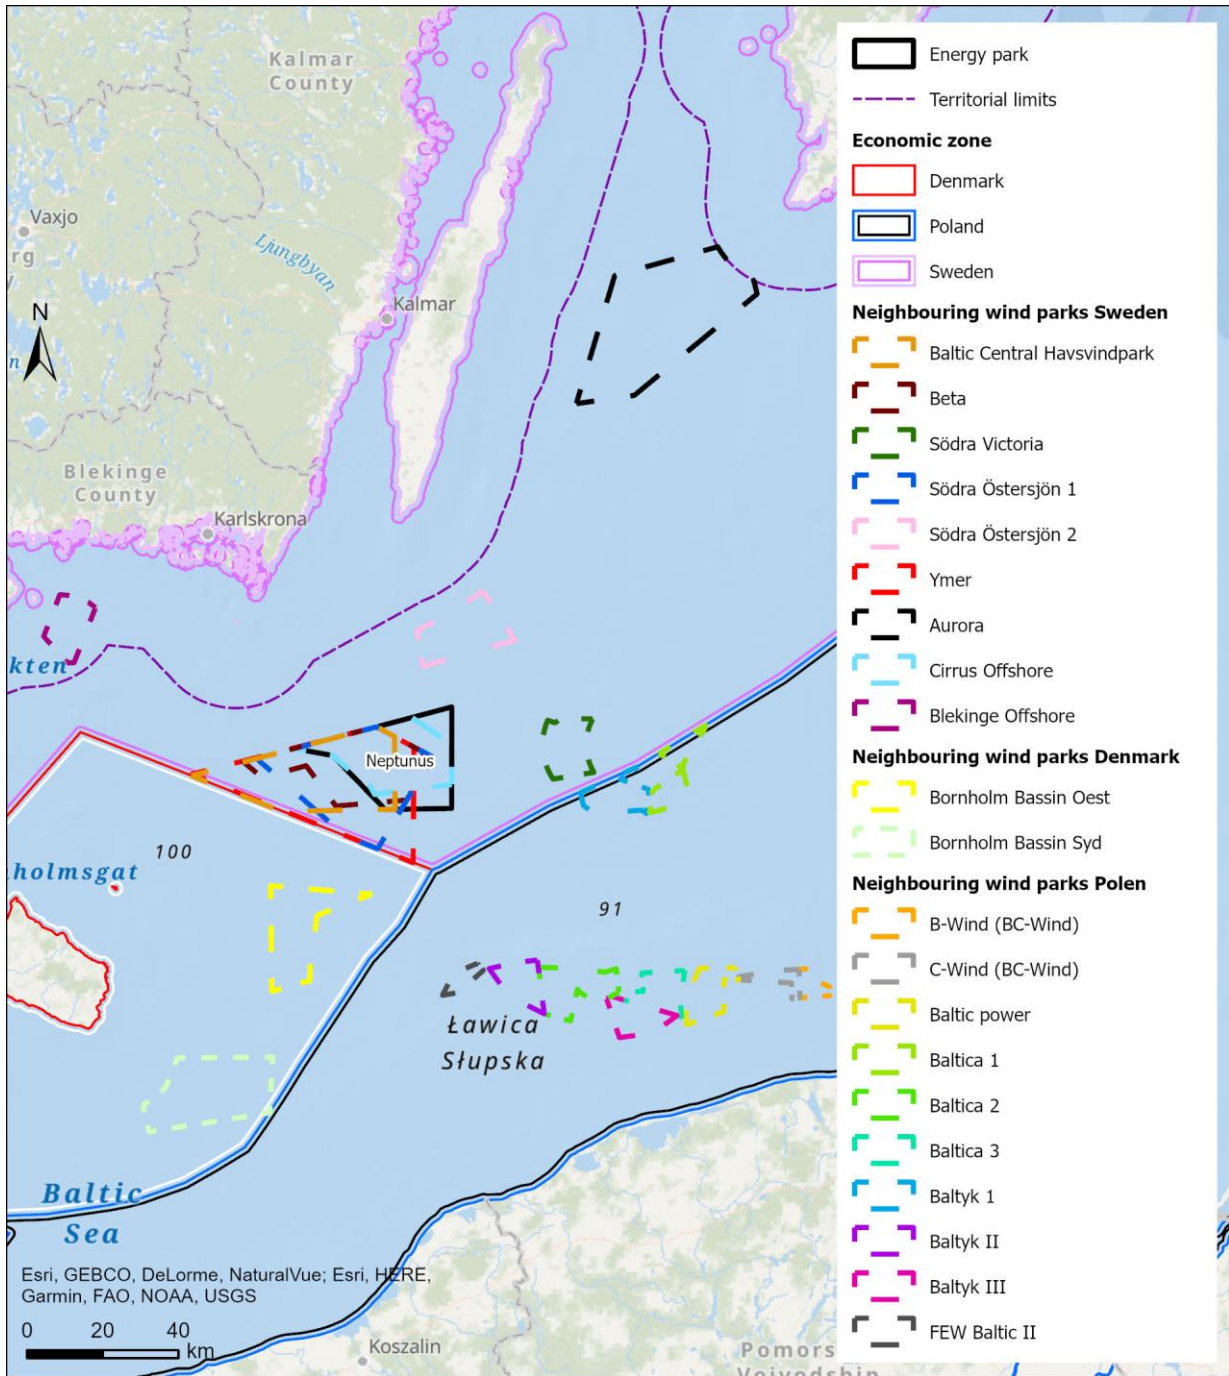 Kalmar
County
Vaxjo
rg
y
Ljungbyan
Kalmar
N
n
Blekinge
County
Karlskrona
kten
Neptunus
100
holmsgat
91
Ławica
Słupska
Baltic
Sea
Esri, GEBCO, DeLorme, NaturalVue; Esri, HERE,
Garmin, FAO, NOAA, USGS
0 20 40
km
Koszalin
Pomors
Voivodship
Energy park
Territorial limits
Economic zone
Denmark
Poland
Sweden
Neighbouring wind parks Sweden
Baltic Central Havsvindpark
Beta
Södra Victoria
Södra Östersjön 1
Södra Östersjön 2
Ymer
Aurora
Cirrus Offshore
Blekinge Offshore
Neighbouring wind parks Denmark
Bornholm Bassin Oest
Bornholm Bassin Syd
Neighbouring wind parks Polen
B-Wind (BC-Wind)
C-Wind (BC-Wind)
Baltic power
Baltica 1
Baltica 2
Baltica 3
Baltyk 1
Baltyk II
Baltyk III
FEW Baltic II